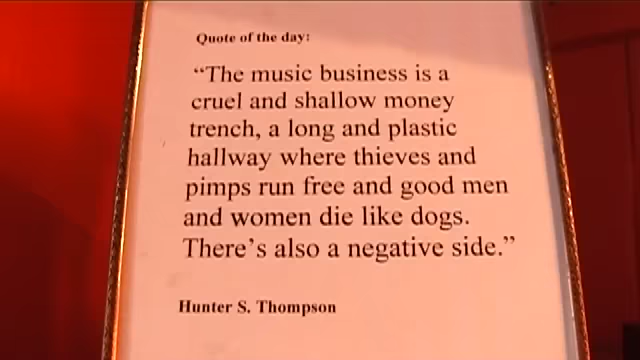 Quote of the day:
“The music business is a
cruel and shallow money
trench, a long and plastic
hallway where thieves and
pimps run free and good men
and women die like dogs.
There’s also a negative side.”
Hunter S. Thompson